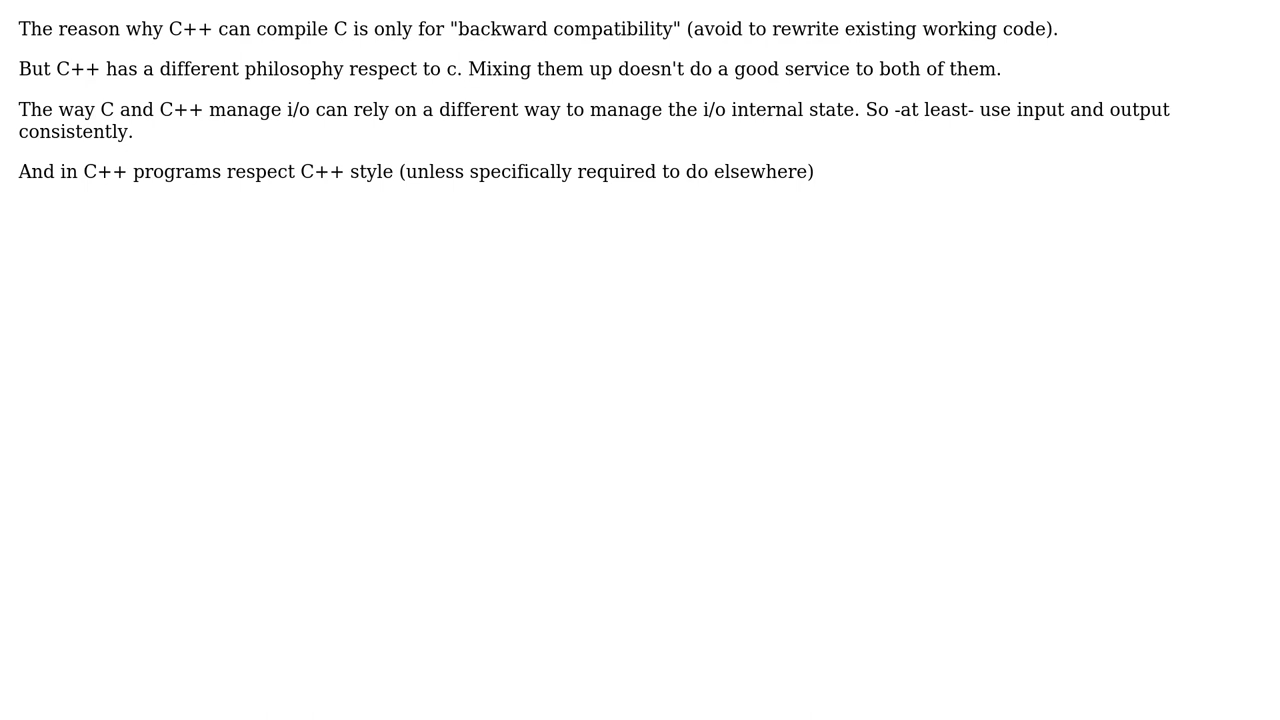 The reason why C++ can compile C is only for "backward compatibility" (avoid to rewrite existing working code).
But C++ has a different philosophy respect to c. Mixing them up doesn't do a good service to both of them.
The way C and C++ manage i/o can rely on a different way to manage the i/o internal state. So -at least- use input and output
consistently.
And in C++ programs respect C++ style (unless specifically required to do elsewhere)